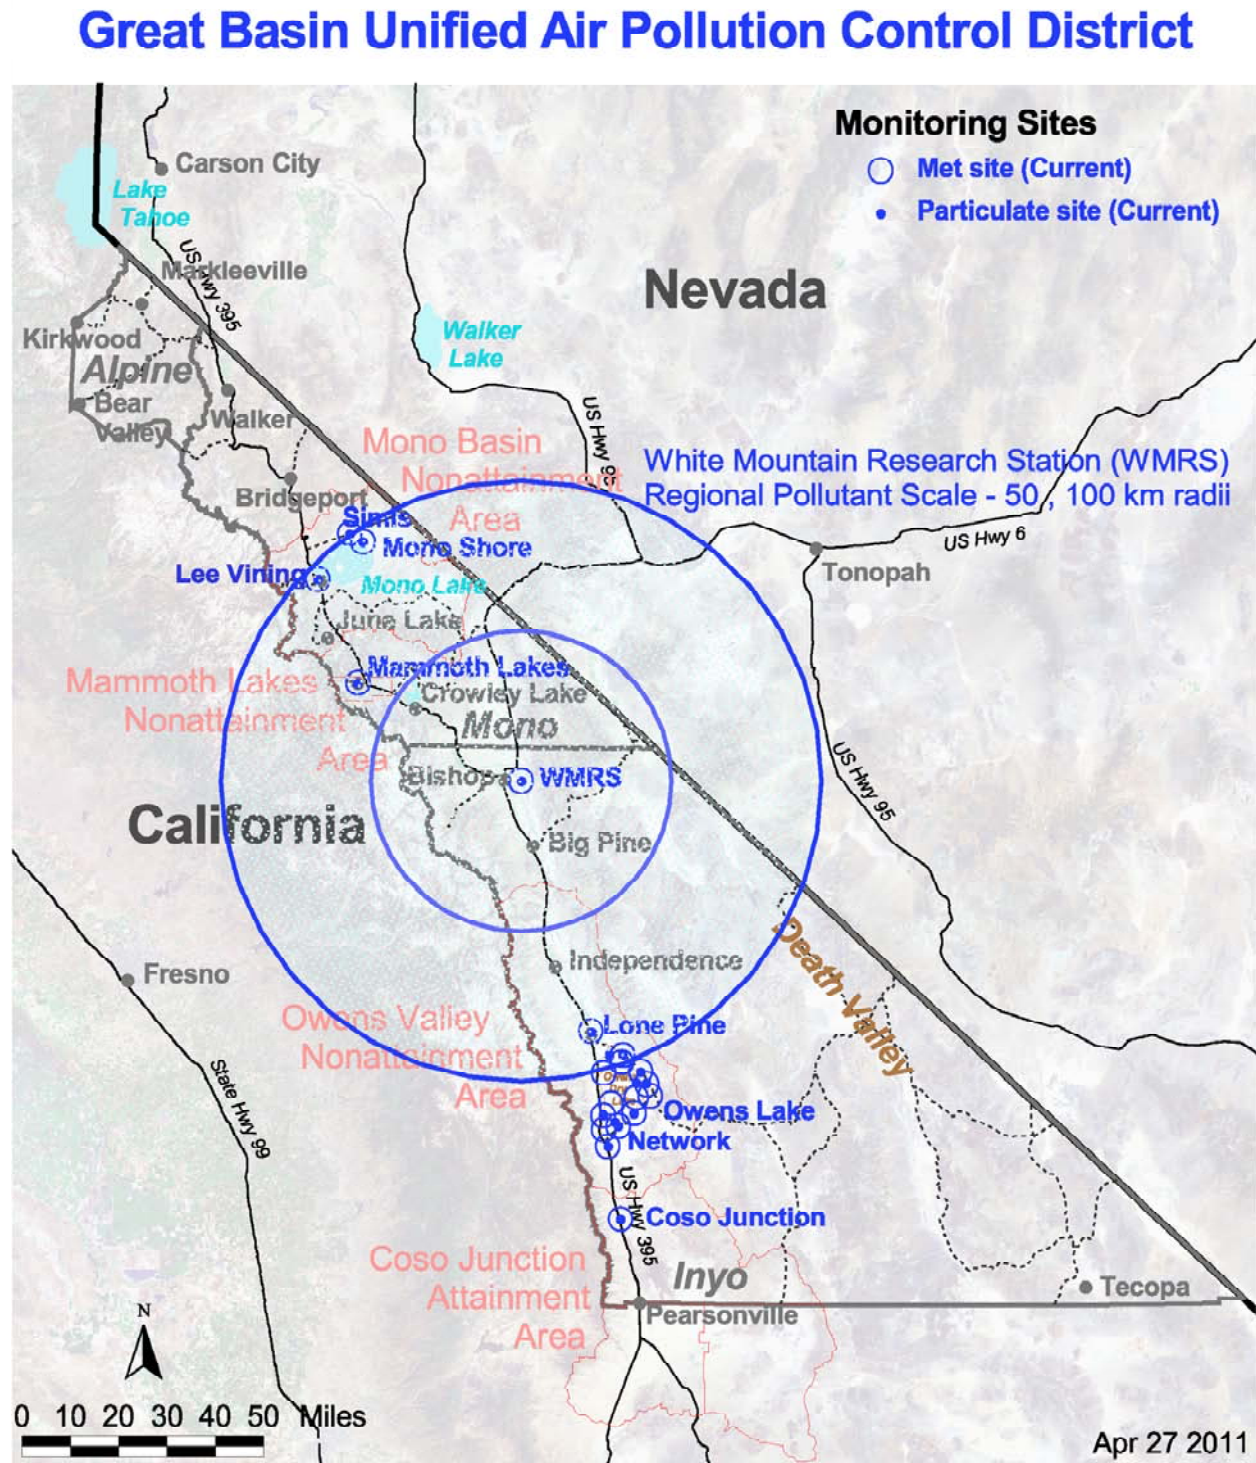 Great Basin Unified Air Pollution Control District
Monitoring Sites
Met site (Current)
Particulate site (Current)
Carson City
Lake
Tahoe
US Hwy 395
Markleeville
Nevada
Kirkwood
Alpine
Walker
Lake
Bear
Valley
Walker
US Hwy 95
Mono Basin
Nonattainment
Area
White Mountain Research Station (WMRS)
Regional Pollutant Scale - 50 , 100 km radii
Bridgeport
Simis
Mono Shore
US Hwy 6
Lee Vining
Mono Lake
Tonopah
June Lake
Mammoth Lakes
Mammoth Lakes
Nonattainment
Area
Crowley Lake
Mono
Bishop
WMRS
US Hwy 95
California
Big Pine
Death Valley
Fresno
Independence
Owens Valley
Nonattainment
Area
Lone Pine
State Hwy 99
Owens Lake
Network
US Hwy 395
Coso Junction
Coso Junction
Attainment
Area
Inyo
Tecopa
Pearsonville
N
0 10 20 30 40 50 Miles
Apr 27 2011